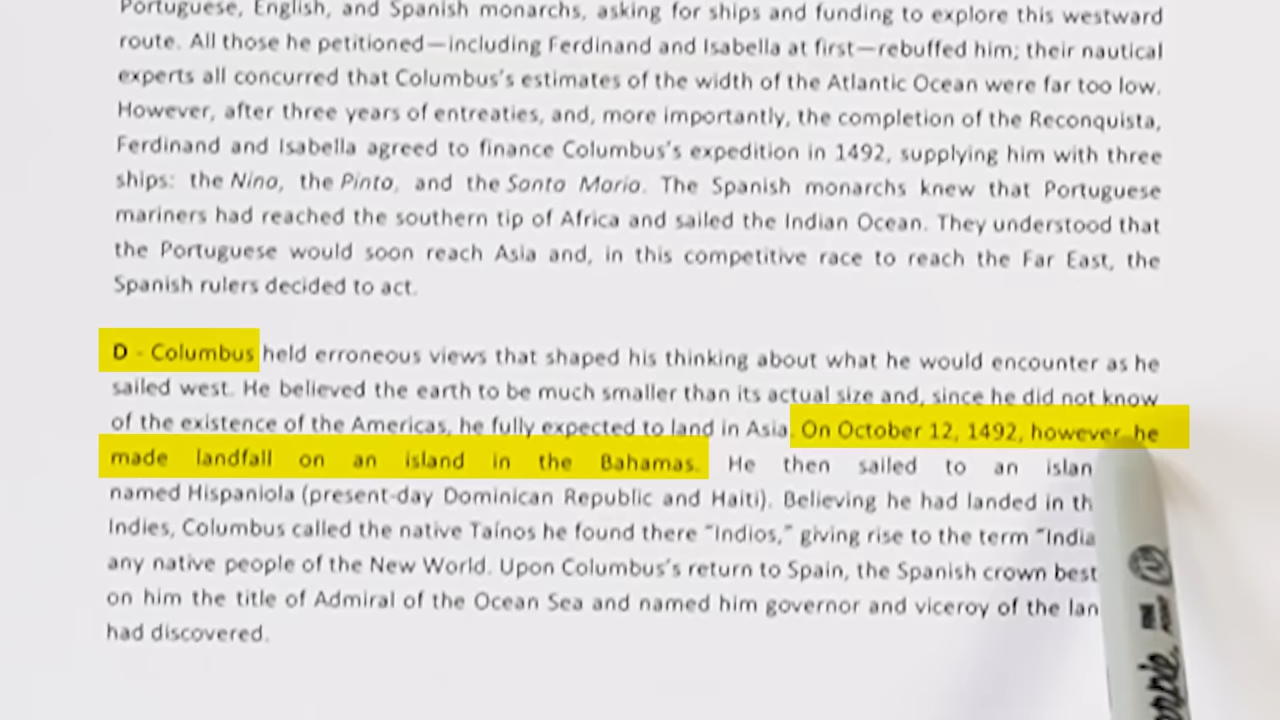 Portuguese, English, and Spanish monarchs, asking for ships and funding to explore this westward
route. All those he petitioned—including Ferdinand and Isabella at first—rebuffed him; their nautical
experts all concurred that Columbus's estimates of the width of the Atlantic Ocean were far too low.
However, after three years of entreaties, and, more importantly, the completion of the Reconquista,
Ferdinand and Isabella agreed to finance Columbus's expedition in 1492, supplying him with three
ships: the Nina, the Pinta, and the Santa Maria. The Spanish monarchs knew that Portuguese
mariners had reached the southern tip of Africa and sailed the Indian Ocean. They understood that
the Portuguese would soon reach Asia and, in this competitive race to reach the Far East, the
Spanish rulers decided to act.
D - Columbus held erroneous views that shaped his thinking about what he would encounter as he
sailed west. He believed the earth to be much smaller than its actual size and, since he did not know
of the existence of the Americas, he fully expected to land in Asia. On October 12, 1492, however, he
made landfall on an island in the Bahamas. He then sailed to an islan
named Hispaniola (present-day Dominican Republic and Haiti). Believing he had landed in th
Indies, Columbus called the native Taínos he found there "Indios," giving rise to the term "India
any native people of the New World. Upon Columbus's return to Spain, the Spanish crown best
on him the title of Admiral of the Ocean Sea and named him governor and viceroy of the lan
had discovered.
FINE POINT